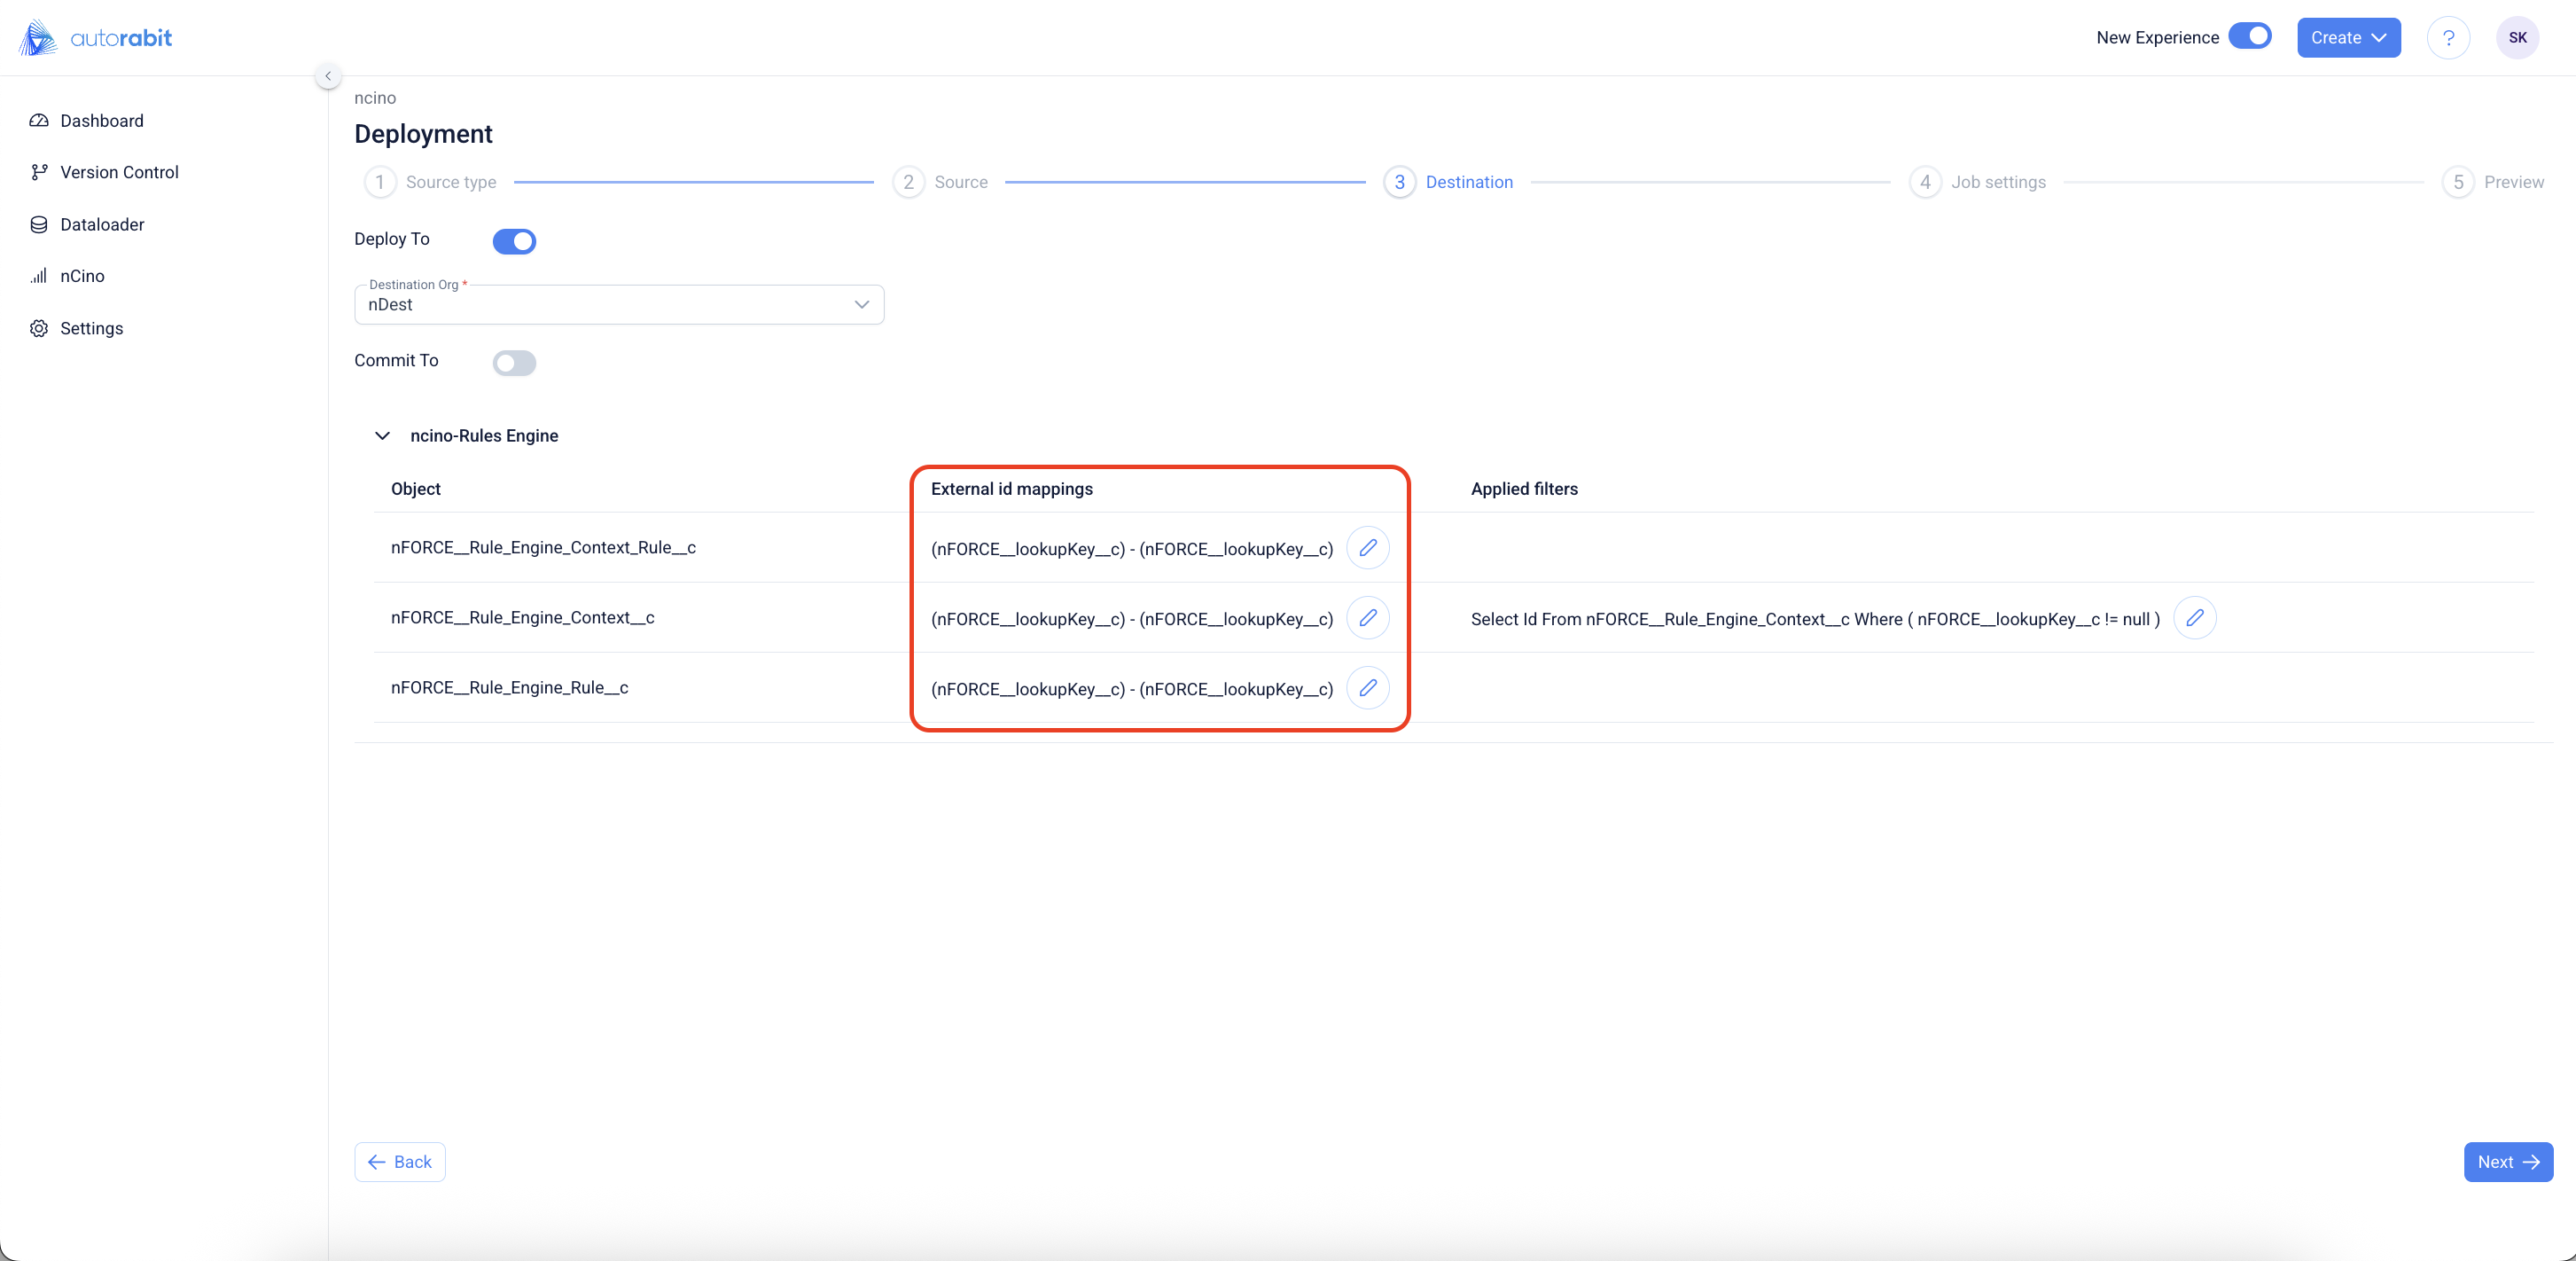 autorabit
New Experience Create ? SK
Dashboard
Version Control
Dataloader
nCino
Settings
ncino
Deployment
1 Source type 2 Source 3 Destination 4 Job settings 5 Preview
Deploy To
Destination Org *
nDest
Commit To
ncino-Rules Engine
Object External id mappings Applied filters
nFORCE__Rule_Engine_Context_Rule__c (nFORCE__lookupKey__c) - (nFORCE__lookupKey__c)
nFORCE__Rule_Engine_Context__c (nFORCE__lookupKey__c) - (nFORCE__lookupKey__c) Select Id From nFORCE__Rule_Engine_Context__c Where ( nFORCE__lookupKey__c != null )
nFORCE__Rule_Engine_Rule__c (nFORCE__lookupKey__c) - (nFORCE__lookupKey__c)
Back Next